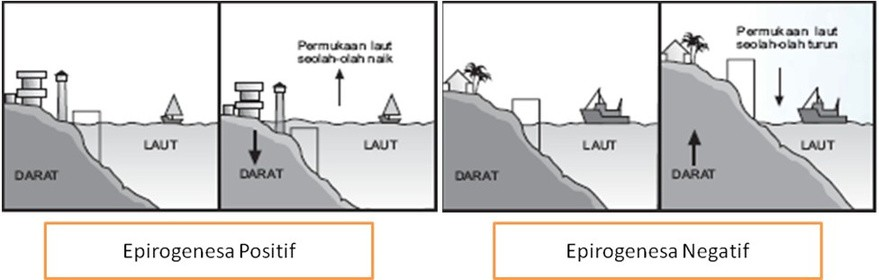 Permukaan laut
seolah-olah naik
LAUT
DARAT
LAUT
DARAT
Permukaan laut
seolah-olah turun
LAUT
DARAT
LAUT
DARAT
Epirogenesa Positif
Epirogenesa Negatif